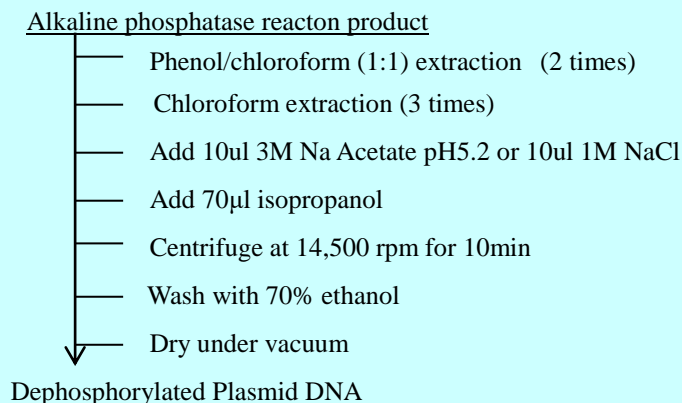 Alkaline phosphatase reacton product
Phenol/chloroform (1:1) extraction (2 times)
Chloroform extraction (3 times)
Add 10ul 3M Na Acetate pH5.2 or 10ul 1M NaCl
Add 70μl isopropanol
Centrifuge at 14,500 rpm for 10min
Wash with 70% ethanol
Dry under vacuum
Dephosphorylated Plasmid DNA